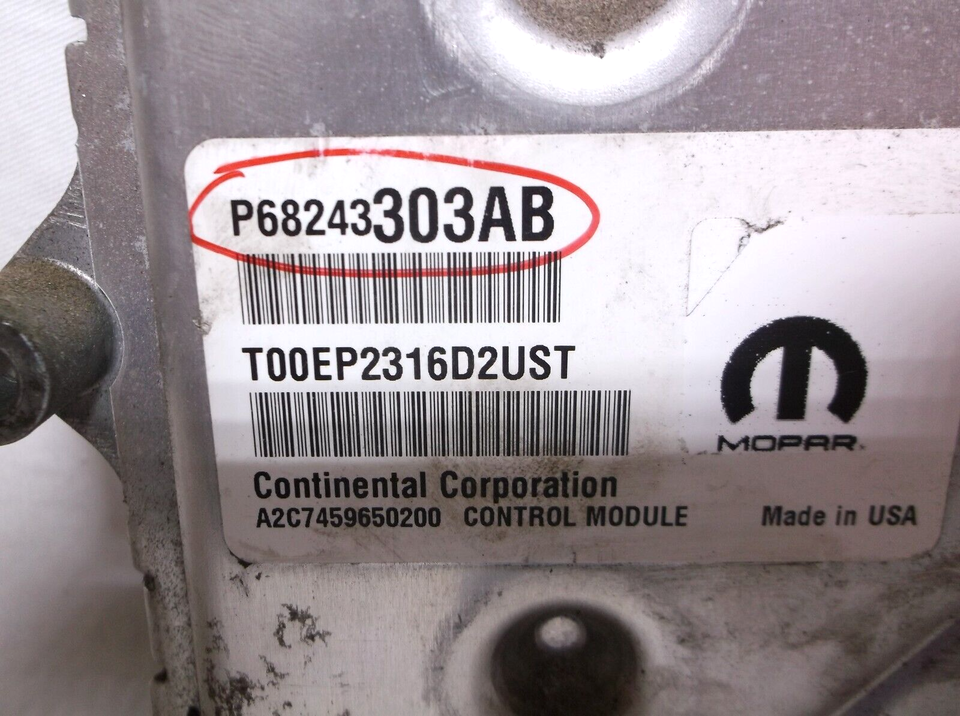 P68243303AB
T00EP2316D2UST
MOPAR
Continental Corporation
A2C7459650200 CONTROL MODULE Made in USA